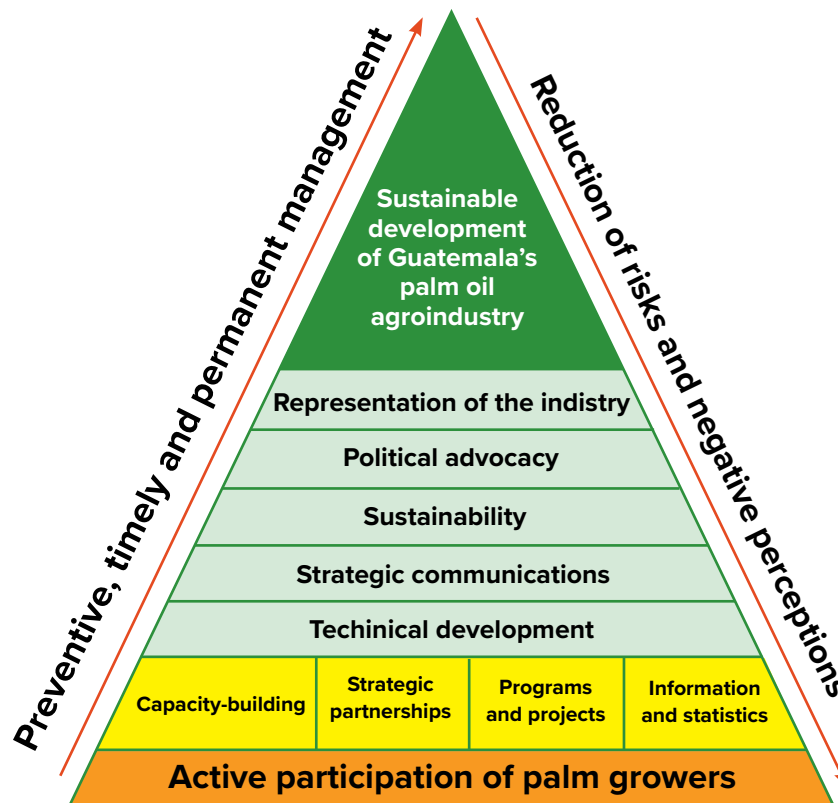 Preventive, timely and permanent management
Reduction of risks and negative perceptions
Sustainable
development
of Guatemala’s
palm oil
agroindustry
Representation of the indistry
Political advocacy
Sustainability
Strategic communications
Techinical development
Capacity-building
Strategic
partnerships
Programs
and projects
Information
and statistics
Active participation of palm growers